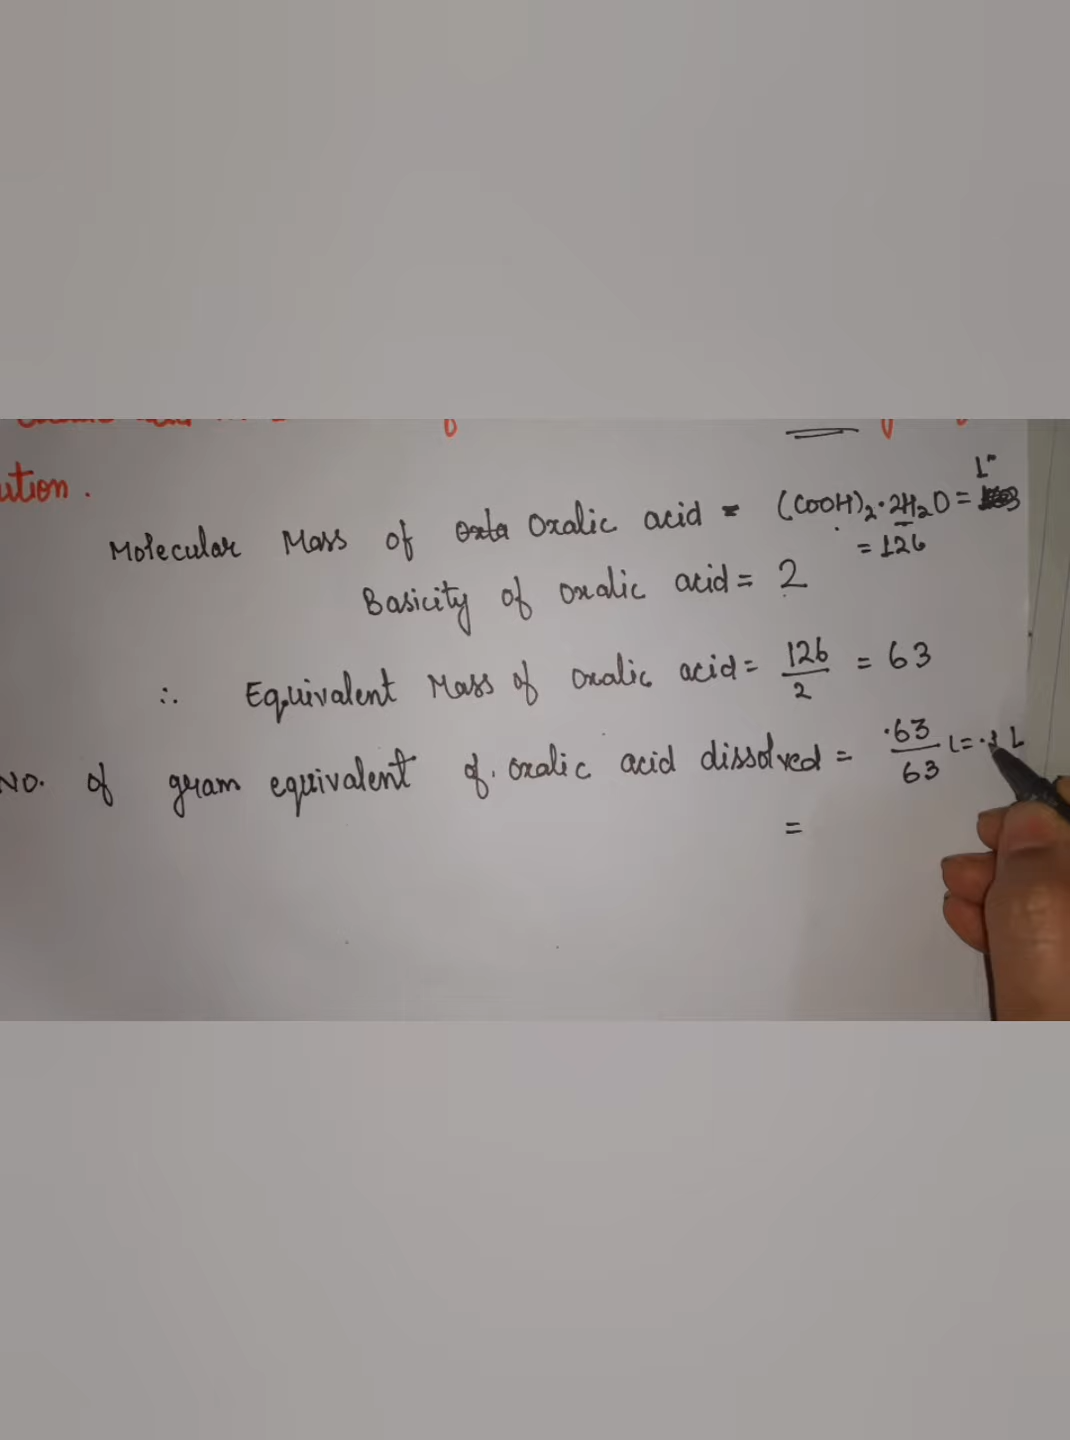 ution.
Molecular Mass of Oxalic acid = (COOH)₂·2H₂O =
= 126
Basicity of oxalic acid = 2
∴ Equivalent Mass of oxalic acid = 126/2 = 63
No. of gram equivalent of oxalic acid dissolved = .63/63
=